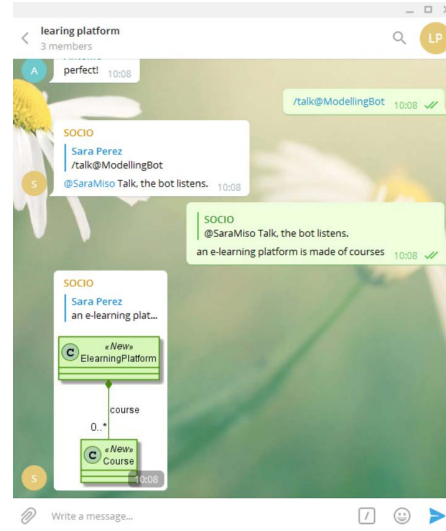 learing platform
3 members
LP
A
perfect! 10:08
/talk@ModellingBot 10:08
SOCIO
Sara Perez
/talk@ModellingBot
@SaraMiso Talk, the bot listens. 10:08
S
SOCIO
@SaraMiso Talk, the bot listens.
an e-learning platform is made of courses 10:08
SOCIO
Sara Perez
an e-learning plat...
C «New»
ElearningPlatform
course
0..*
C «New»
Course
10:08
S
Write a message...
/